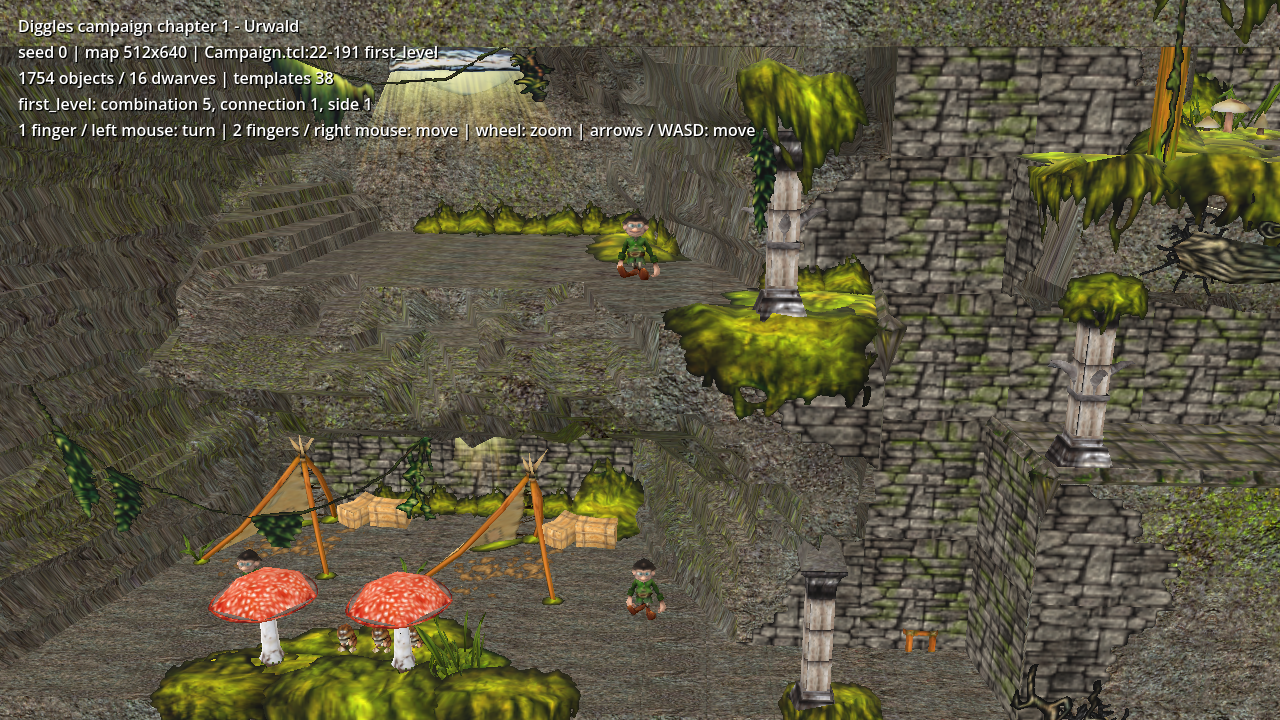 Diggles campaign chapter 1 - Urwald
seed 0 | map 512x640 | Campaign.tcl:22-191 first_level
1754 objects / 16 dwarves | templates 38
first_level: combination 5, connection 1, side 1
1 finger / left mouse: turn | 2 fingers / right mouse: move | wheel: zoom | arrows / WASD: move